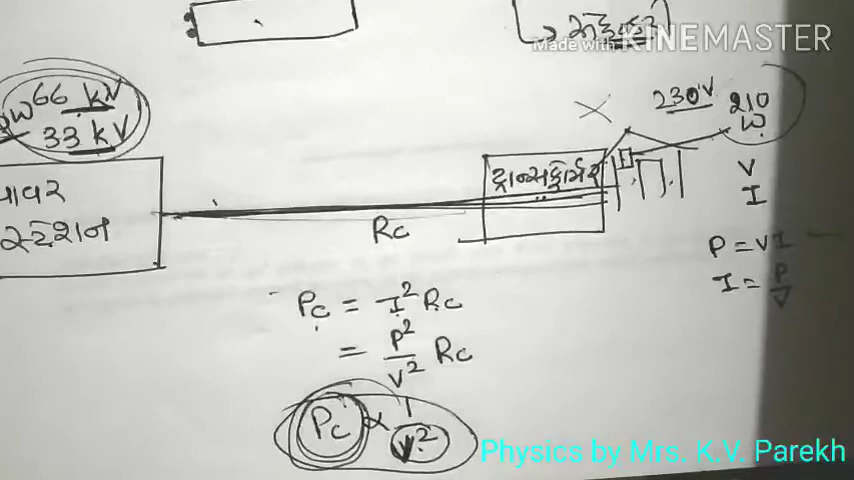 Made with KINEMASTER
66 kV
33 kV
પાવર
સ્ટેશન
ટ્રાન્સફોર્મર
230V
210
W
V
I
Rc
P = VI
I = P/V
Pc = I² Rc
= P²/V² Rc
Pc ∝ 1/V²
Physics by Mrs. K.V. Parekh